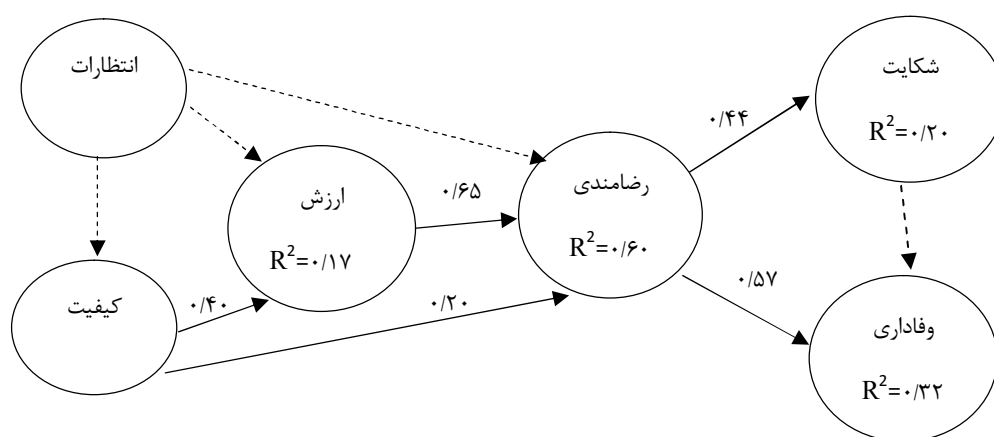 انتظارات
شکایت
R²=۰/۲۰
۰/۴۴
رضامندی
R²=۰/۶۰
ارزش
R²=۰/۱۷
۰/۶۵
کیفیت
۰/۴۰
۰/۲۰
۰/۵۷
وفاداری
R²=۰/۳۲